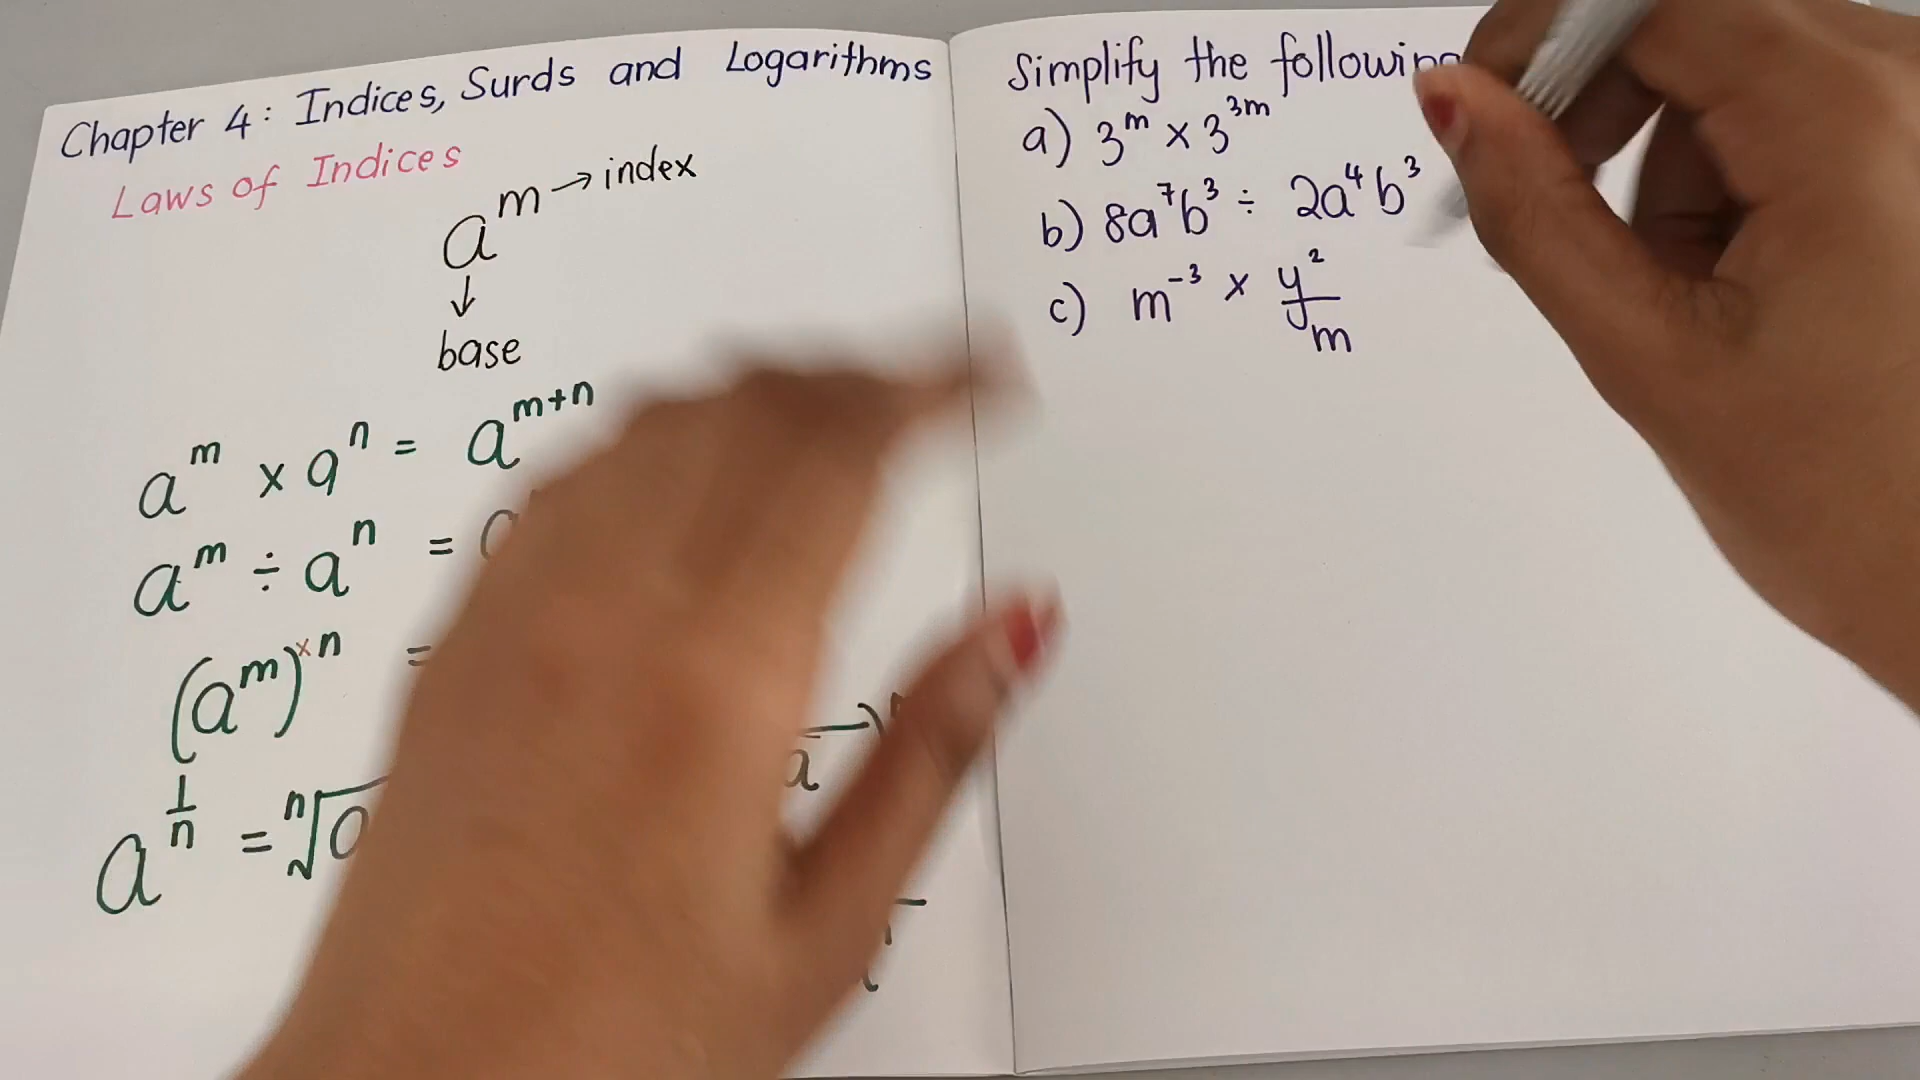 Chapter 4: Indices, Surds and Logarithms
Laws of Indices
a^m → index
↓
base
a^m × a^n = a^(m+n)
a^m ÷ a^n =
(a^m)^(×n) =
a^(1/n) = ⁿ√a
a
Simplify the following
a) 3^m × 3^(3m)
b) 8a^7b^3 ÷ 2a^4b^3
c) m^(-3) × y^2/m